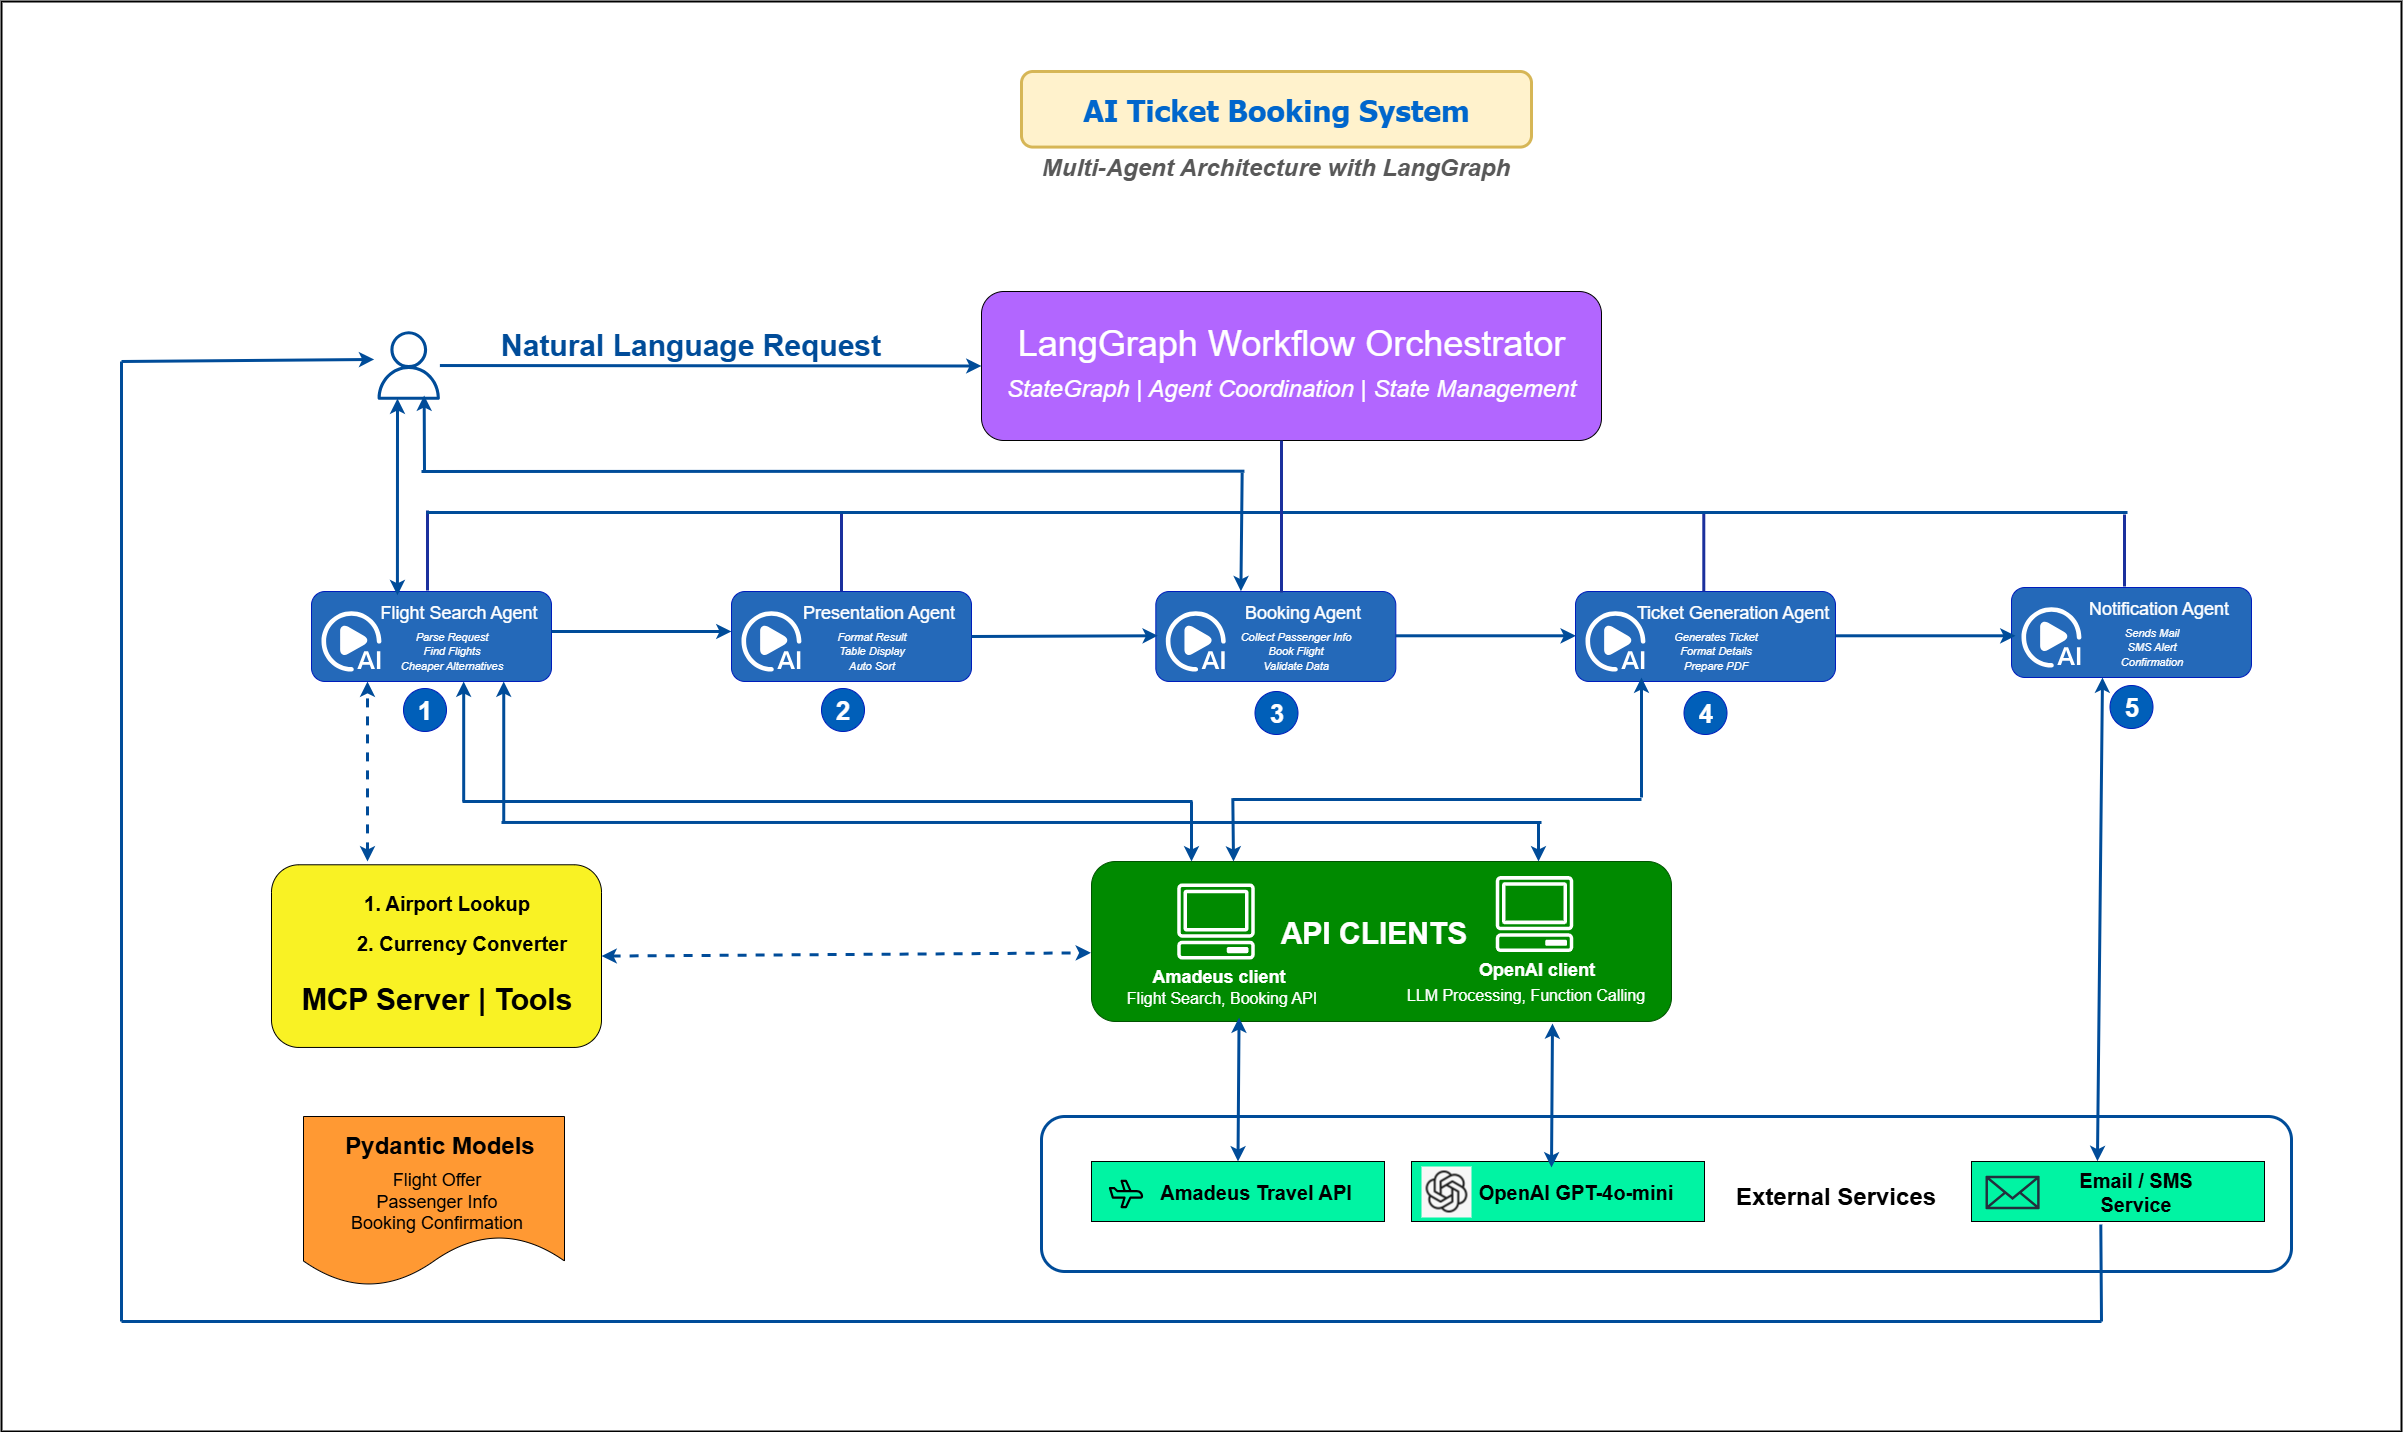 AI Ticket Booking System
Multi-Agent Architecture with LangGraph
Natural Language Request
LangGraph Workflow Orchestrator
StateGraph | Agent Coordination | State Management
AI
Flight Search Agent
Parse Request
Find Flights
Cheaper Alternatives
AI
Presentation Agent
Format Result
Table Display
Auto Sort
AI
Booking Agent
Collect Passenger Info
Book Flight
Validate Data
AI
Ticket Generation Agent
Generates Ticket
Format Details
Prepare PDF
AI
Notification Agent
Sends Mail
SMS Alert
Confirmation
1
2
3
4
5
1. Airport Lookup
2. Currency Converter
MCP Server | Tools
API CLIENTS
Amadeus client
Flight Search, Booking API
OpenAI client
LLM Processing, Function Calling
Pydantic Models
Flight Offer
Passenger Info
Booking Confirmation
Amadeus Travel API
OpenAI GPT-4o-mini
External Services
Email / SMS
Service